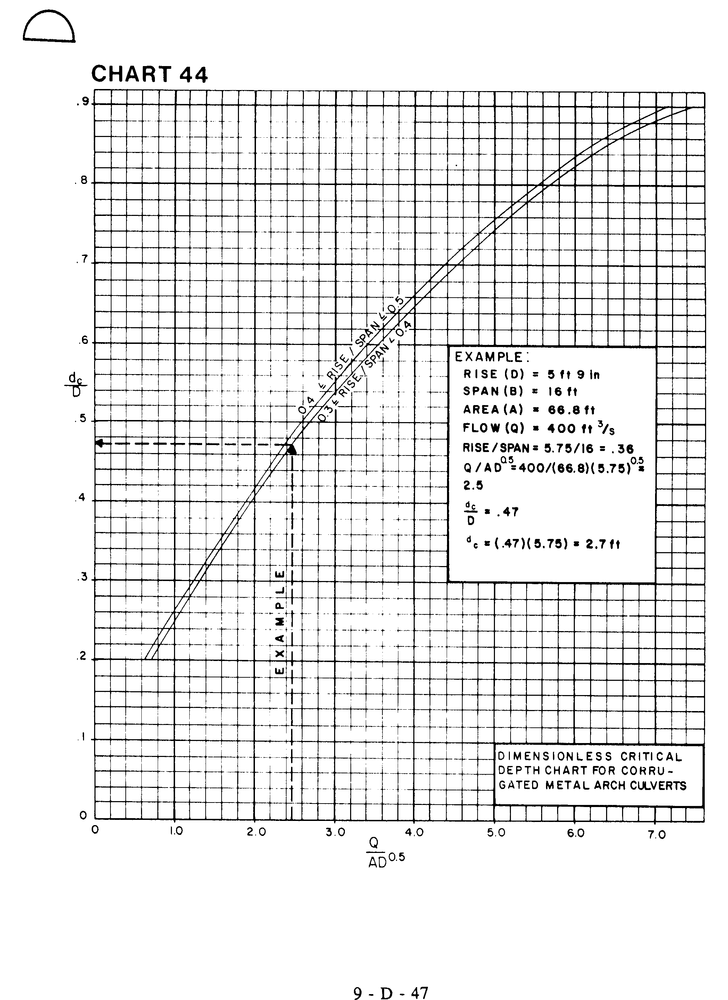 CHART 44
.9
.8
.7
.6
.5
.4
.3
.2
.1
0
dc
D
0.4 ≤ RISE / SPAN ≤ 0.5
0.3 ≤ RISE / SPAN < 0.4
EXAMPLE
EXAMPLE:
RISE (D) = 5 ft 9 in
SPAN (B) = 16 ft
AREA (A) = 66.8 ft
FLOW (Q) = 400 ft 3/s
RISE / SPAN = 5.75/16 = .36
Q / AD0.5 = 400/(66.8)(5.75)0.5 =
2.5
dc
D = .47
dc = (.47)(5.75) = 2.7 ft
DIMENSIONLESS CRITICAL
DEPTH CHART FOR CORRU-
GATED METAL ARCH CULVERTS
0 1.0 2.0 3.0 4.0 5.0 6.0 7.0
Q
AD0.5
9 - D - 47